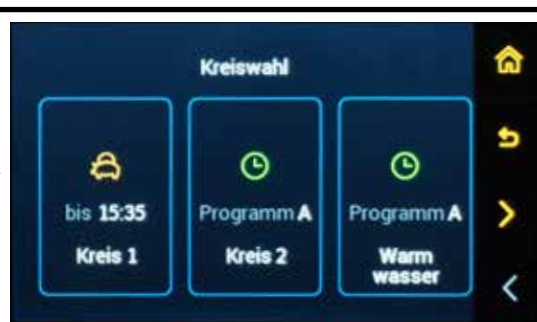 Kreiswahl
bis 15:35
Kreis 1
Programm A
Kreis 2
Programm A
Warm
wasser